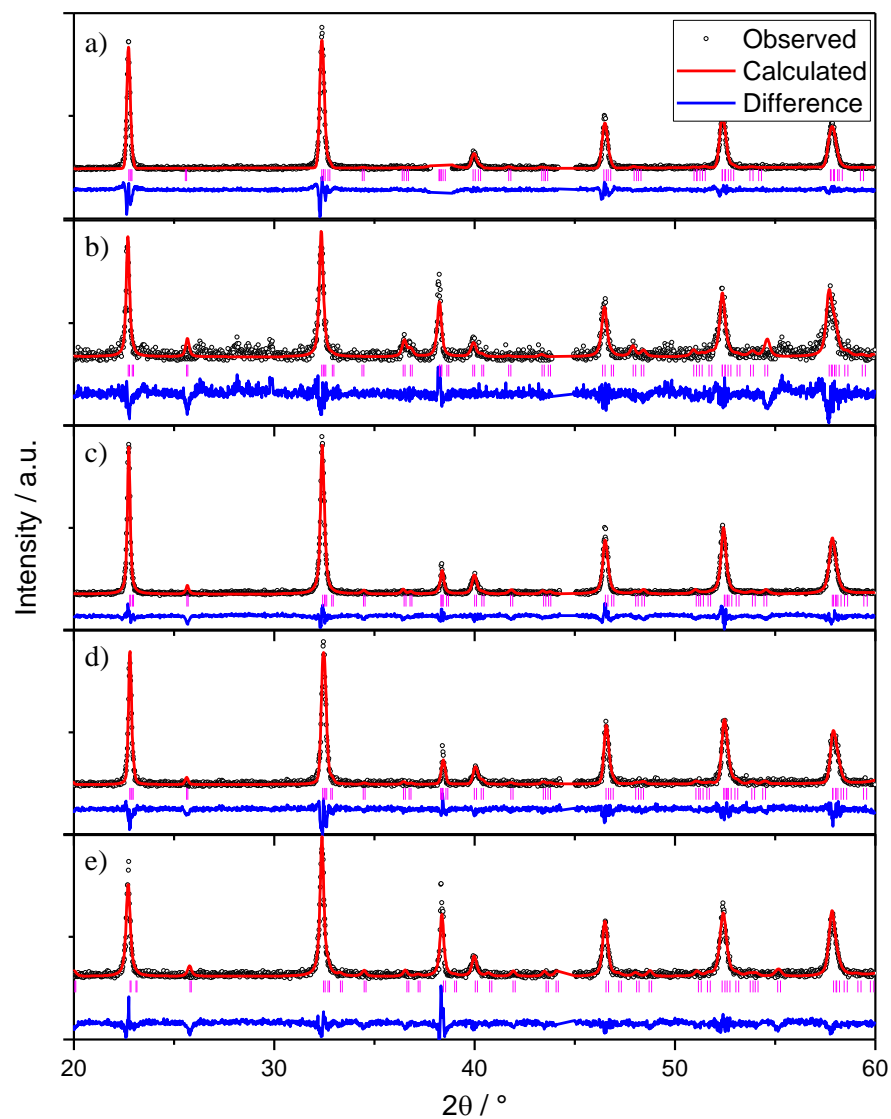 a)
Observed
Calculated
Difference
b)
c)
d)
e)
Intensity / a.u.
20 30 40 50 60
2θ / °